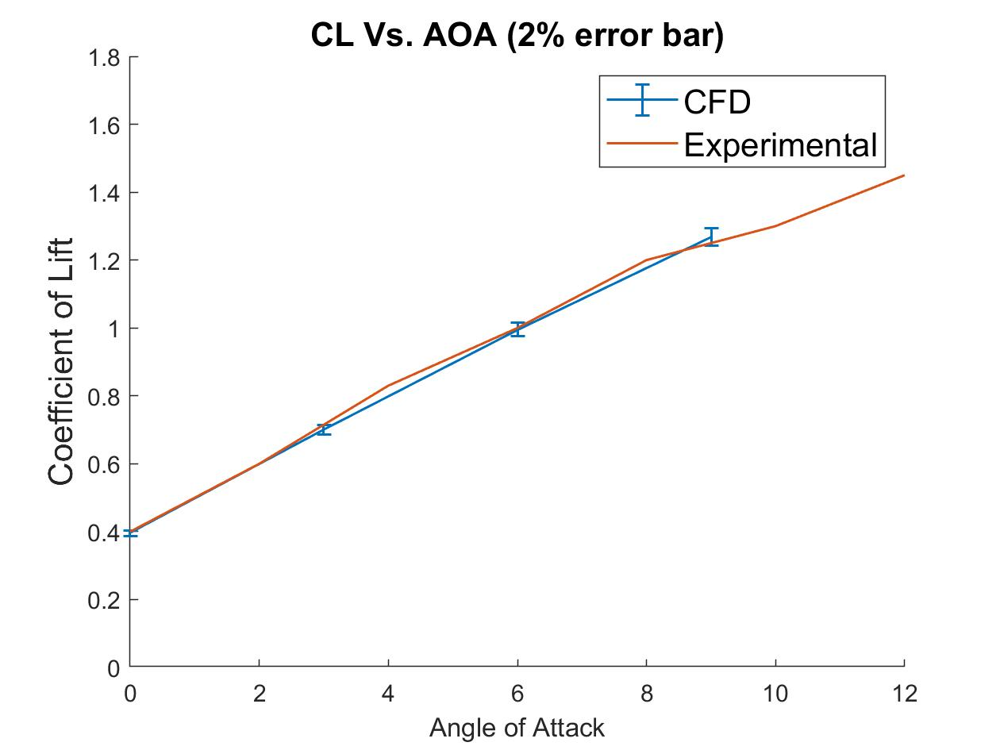 CL Vs. AOA (2% error bar)
CFD
Experimental
Coefficient of Lift
1.8
1.6
1.4
1.2
1
0.8
0.6
0.4
0.2
0
0 2 4 6 8 10 12
Angle of Attack